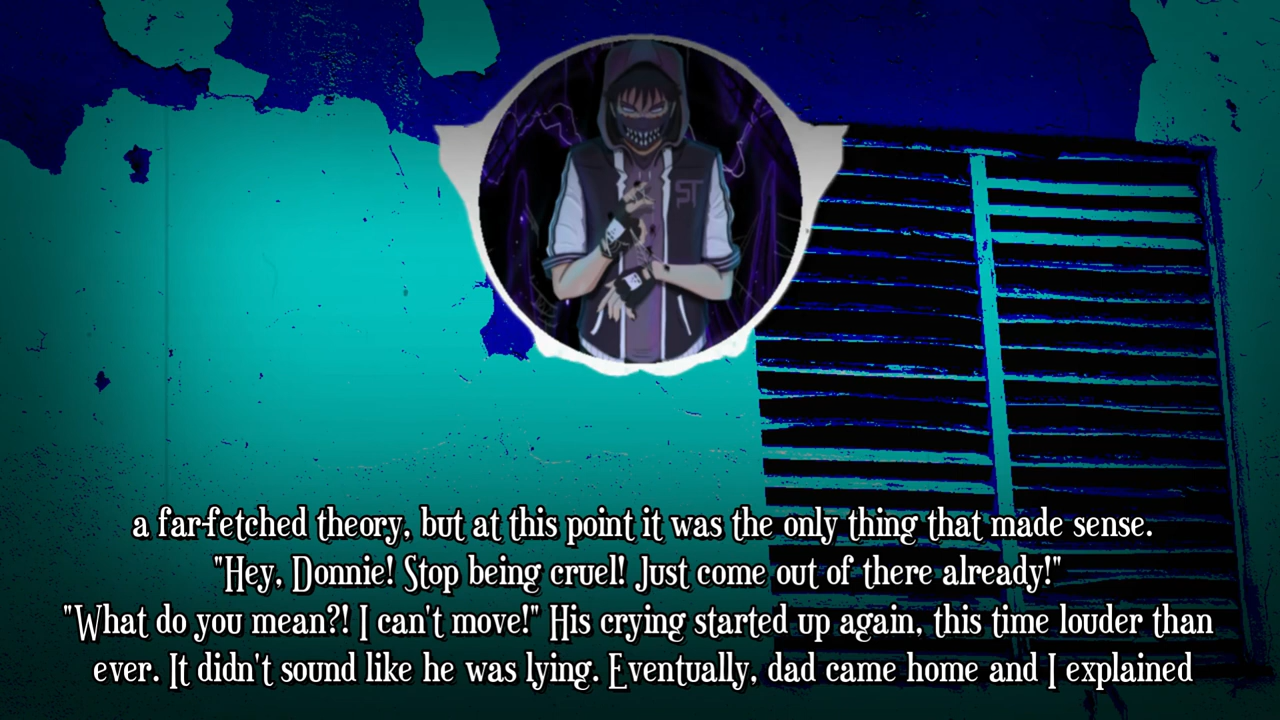 ST
a far-fetched theory, but at this point it was the only thing that made sense.
"Hey, Donnie! Stop being cruel! Just come out of there already!"
"What do you mean?! I can't move!" His crying started up again, this time louder than
ever. It didn't sound like he was lying. Eventually, dad came home and I explained